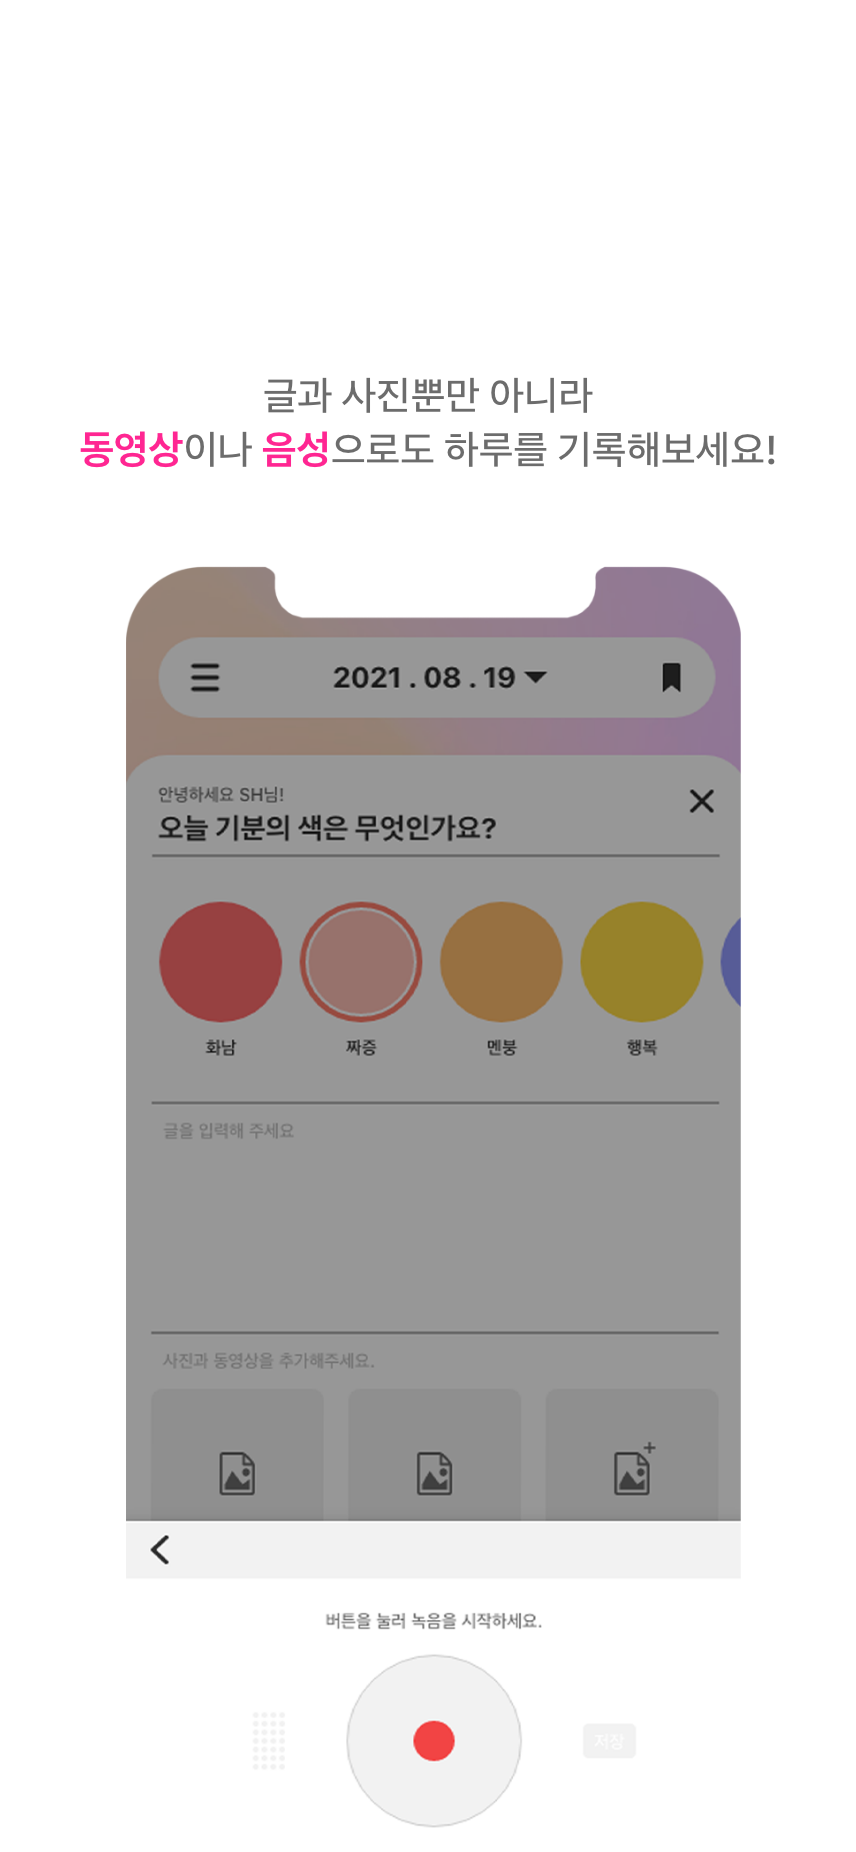 글과 사진뿐만 아니라
동영상이나 음성으로도 하루를 기록해보세요!
2021 . 08 . 19
안녕하세요 SH님!
오늘 기분의 색은 무엇인가요?
화남 짜증 멘붕 행복
글을 입력해 주세요
사진과 동영상을 추가해주세요.
버튼을 눌러 녹음을 시작하세요.
저장